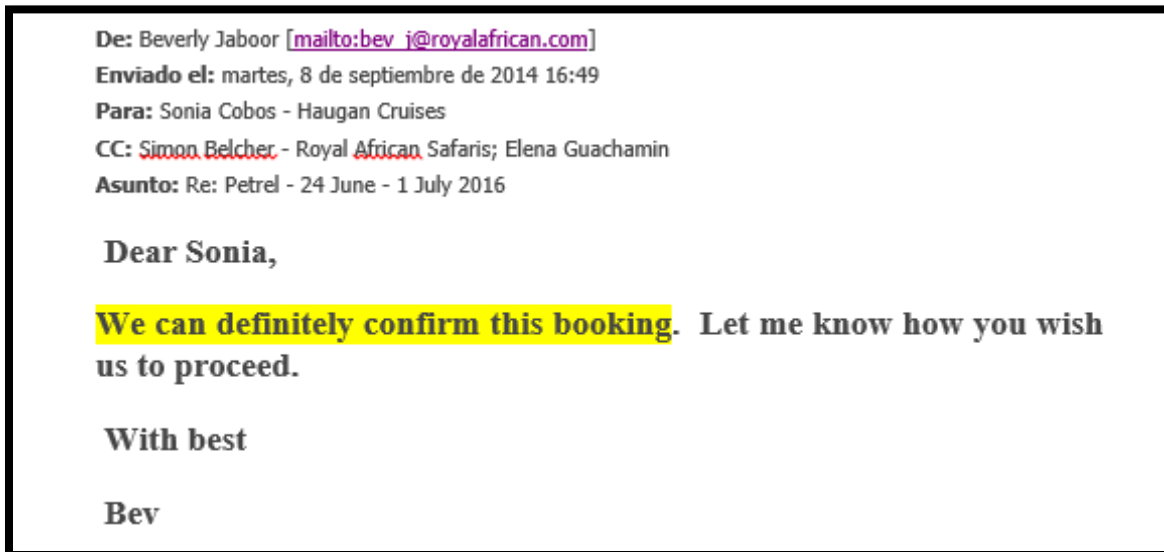 De: Beverly Jaboor [mailto:bev_j@royalafrican.com]
Enviado el: martes, 8 de septiembre de 2014 16:49
Para: Sonia Cobos - Haugan Cruises
CC: Simon Belcher - Royal African Safaris; Elena Guachamin
Asunto: Re: Petrel - 24 June - 1 July 2016
Dear Sonia,
We can definitely confirm this booking. Let me know how you wish
us to proceed.
With best
Bev